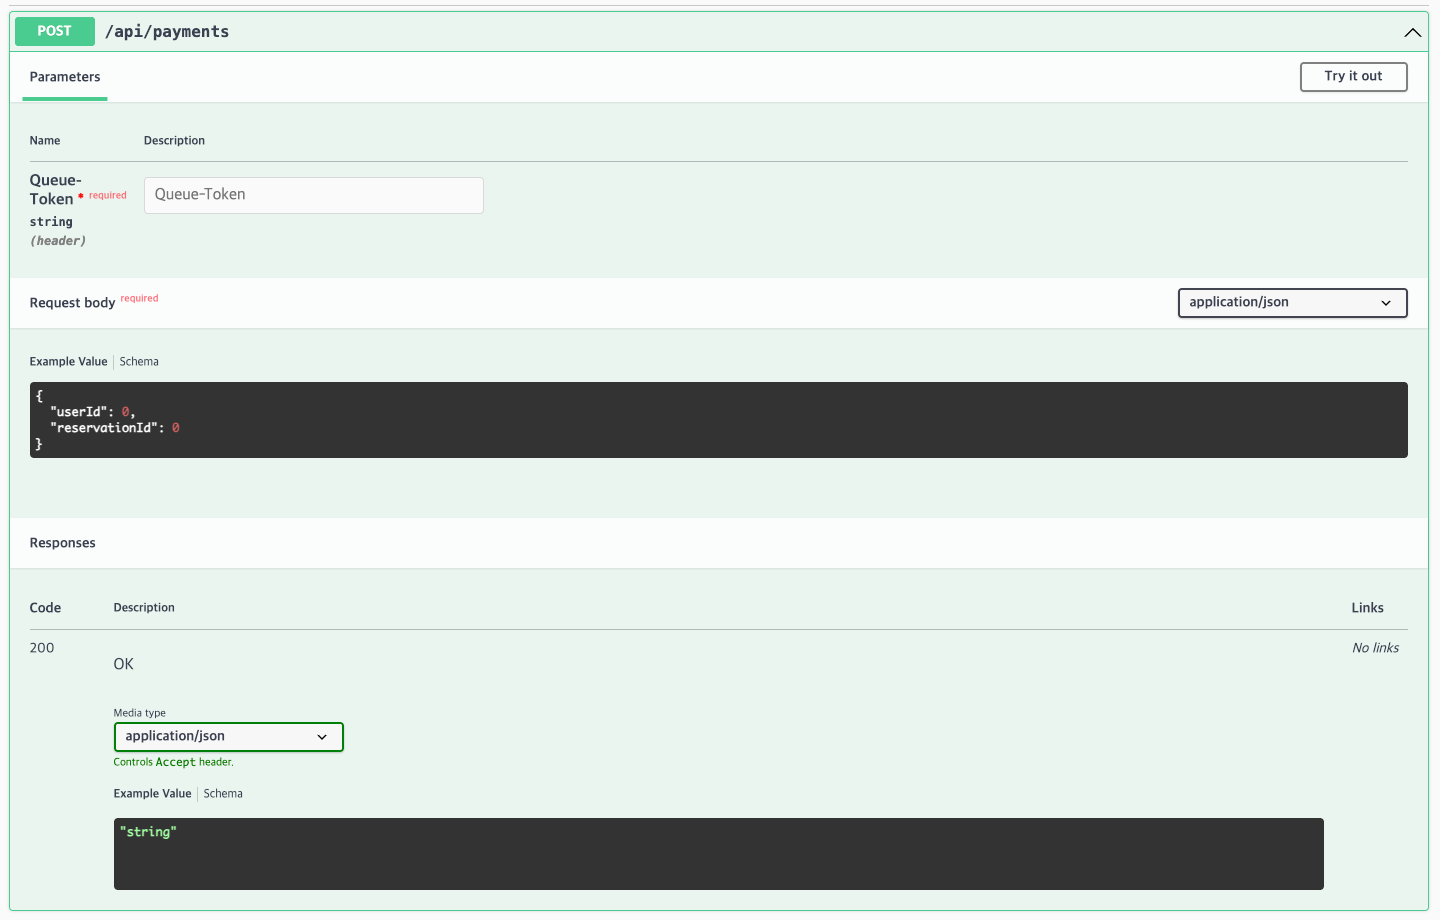 POST /api/payments
Parameters Try it out
Name Description
Queue-
Token * required Queue-Token
string
(header)
Request body required application/json
Example Value Schema
{
"userId": 0,
"reservationId": 0
}
Responses
Code Description Links
200 No links
OK
Media type
application/json
Controls Accept header.
Example Value Schema
"string"